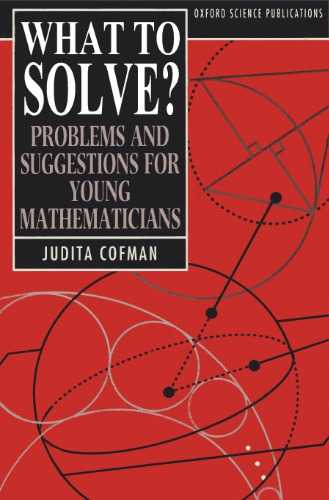 OXFORD SCIENCE PUBLICATIONS
WHAT TO
SOLVE?
PROBLEMS AND
SUGGESTIONS FOR
YOUNG
MATHEMATICIANS
JUDITA COFMAN